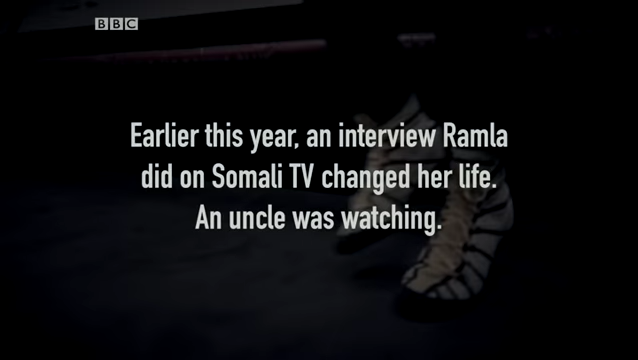 BBC
Earlier this year, an interview Ramla
did on Somali TV changed her life.
An uncle was watching.